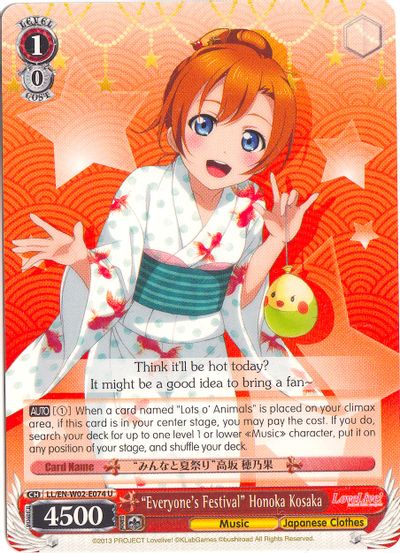 LEVEL
1
0
COST
Think it'll be hot today?
It might be a good idea to bring a fan~
AUTO [①] When a card named "Lots o' Animals" is placed on your climax
area, if this card is in your center stage, you may pay the cost. If you do,
search your deck for up to one level 1 or lower «Music» character, put it on
any position of your stage, and shuffle your deck.
Card Name "みんなと夏祭り"高坂 穂乃果
CH LL/EN-W02-E074 U
"Everyone's Festival" Honoka Kosaka
LoveLive!
4500
Music
Japanese Clothes
©2013 PROJECT Lovelive! ©KLabGames ©bushiroad All Rights Reserved.